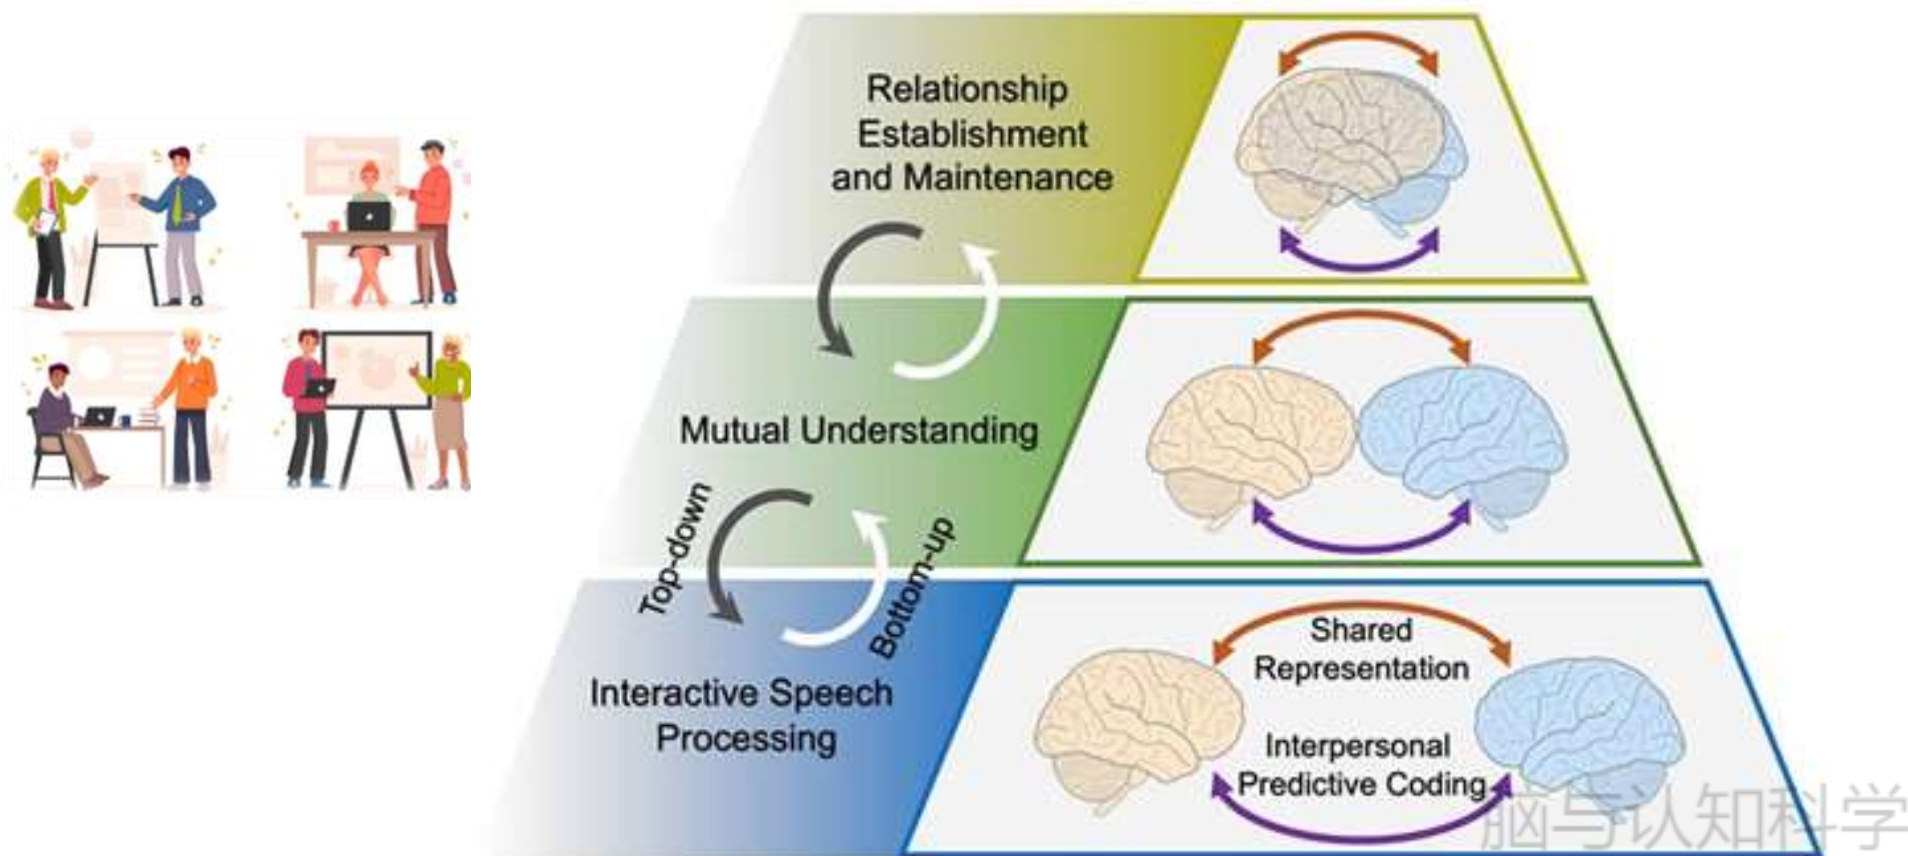 Relationship
Establishment
and Maintenance
Mutual Understanding
Top-down
Bottom-up
Interactive Speech
Processing
Shared
Representation
Interpersonal
Predictive Coding
脑与认知科学